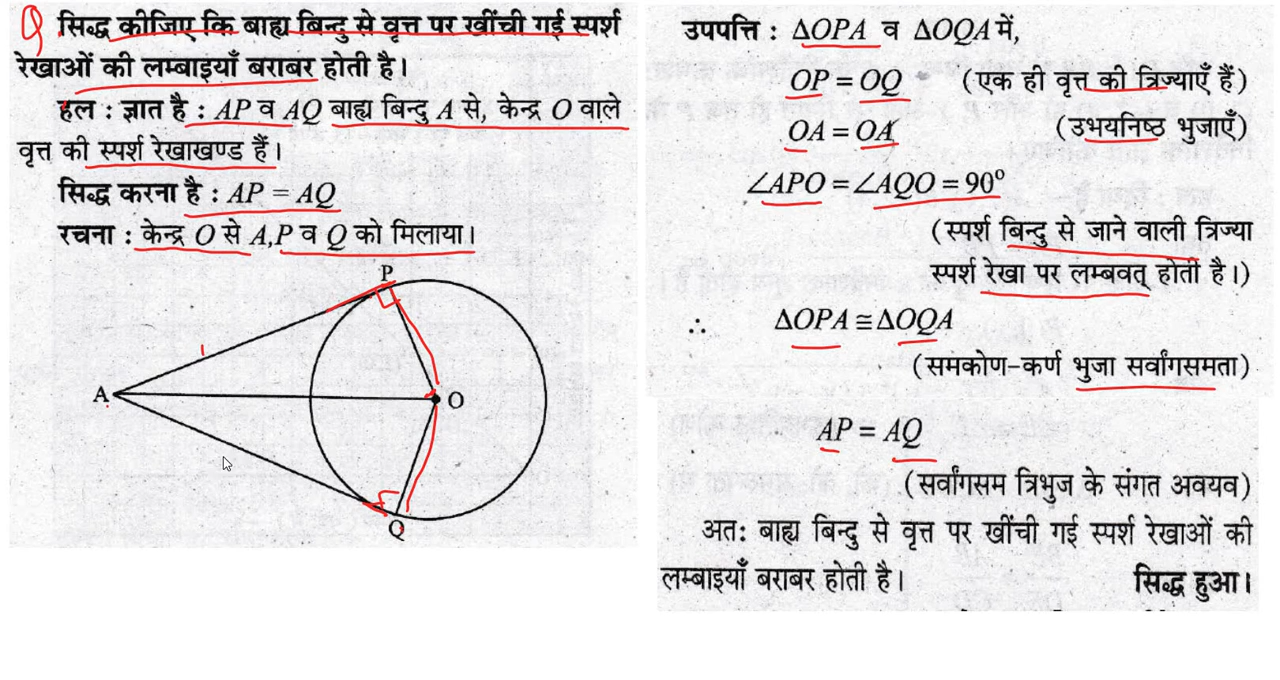 Q सिद्ध कीजिए कि बाह्य बिन्दु से वृत्त पर खींची गई स्पर्श
रेखाओं की लम्बाइयाँ बराबर होती है।
हल : ज्ञात है : AP व AQ बाह्य बिन्दु A से, केन्द्र O वाले
वृत्त की स्पर्श रेखाखण्ड हैं।
सिद्ध करना है : AP = AQ
रचना : केन्द्र O से A,P व Q को मिलाया।
P
A
O
Q
उपपत्ति : ΔOPA व ΔOQA में,
OP = OQ (एक ही वृत्त की त्रिज्याएँ हैं)
OA = OA (उभयनिष्ठ भुजाएँ)
∠APO = ∠AQO = 90°
(स्पर्श बिन्दु से जाने वाली त्रिज्या
स्पर्श रेखा पर लम्बवत् होती है।)
∴ ΔOPA ≅ ΔOQA
(समकोण-कर्ण भुजा सर्वांगसमता)
AP = AQ
(सर्वांगसम त्रिभुज के संगत अवयव)
अत: बाह्य बिन्दु से वृत्त पर खींची गई स्पर्श रेखाओं की
लम्बाइयाँ बराबर होती है। सिद्ध हुआ।